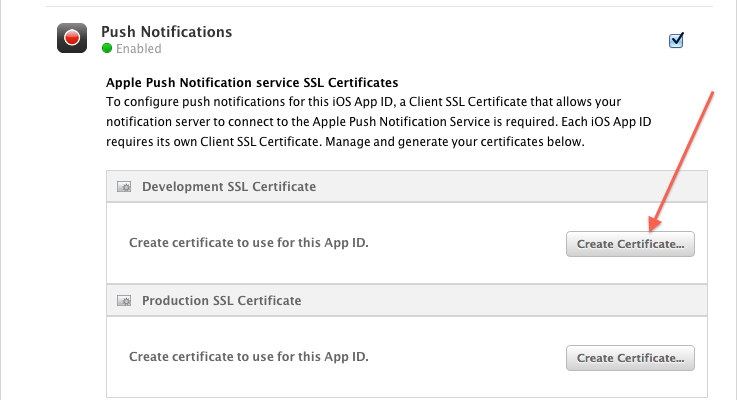 Push Notifications
Enabled
Apple Push Notification service SSL Certificates
To configure push notifications for this iOS App ID, a Client SSL Certificate that allows your
notification server to connect to the Apple Push Notification Service is required. Each iOS App ID
requires its own Client SSL Certificate. Manage and generate your certificates below.
Development SSL Certificate
Create certificate to use for this App ID.
Create Certificate...
Production SSL Certificate
Create certificate to use for this App ID.
Create Certificate...